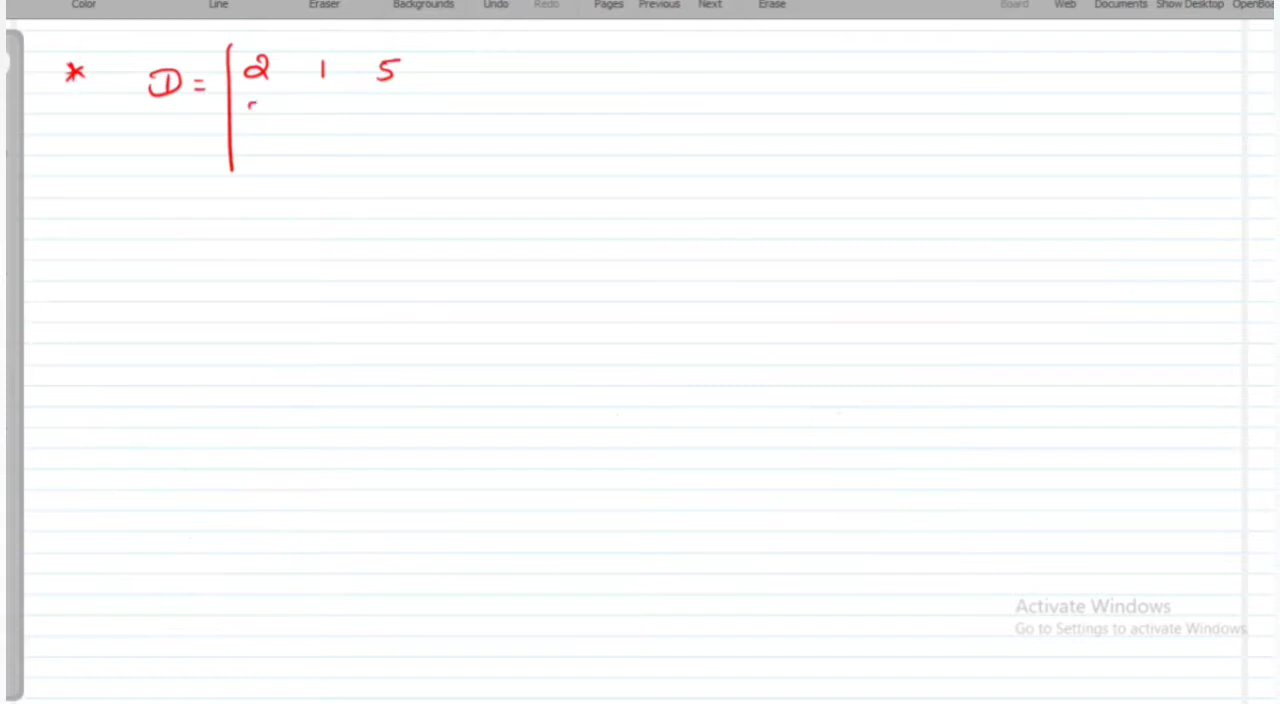 Color Line Eraser Backgrounds Undo Redo Pages Previous Next Erase Board Web Documents Show Desktop
* D = | 2 1 5
Activate Windows
Go to Settings to activate Windows.